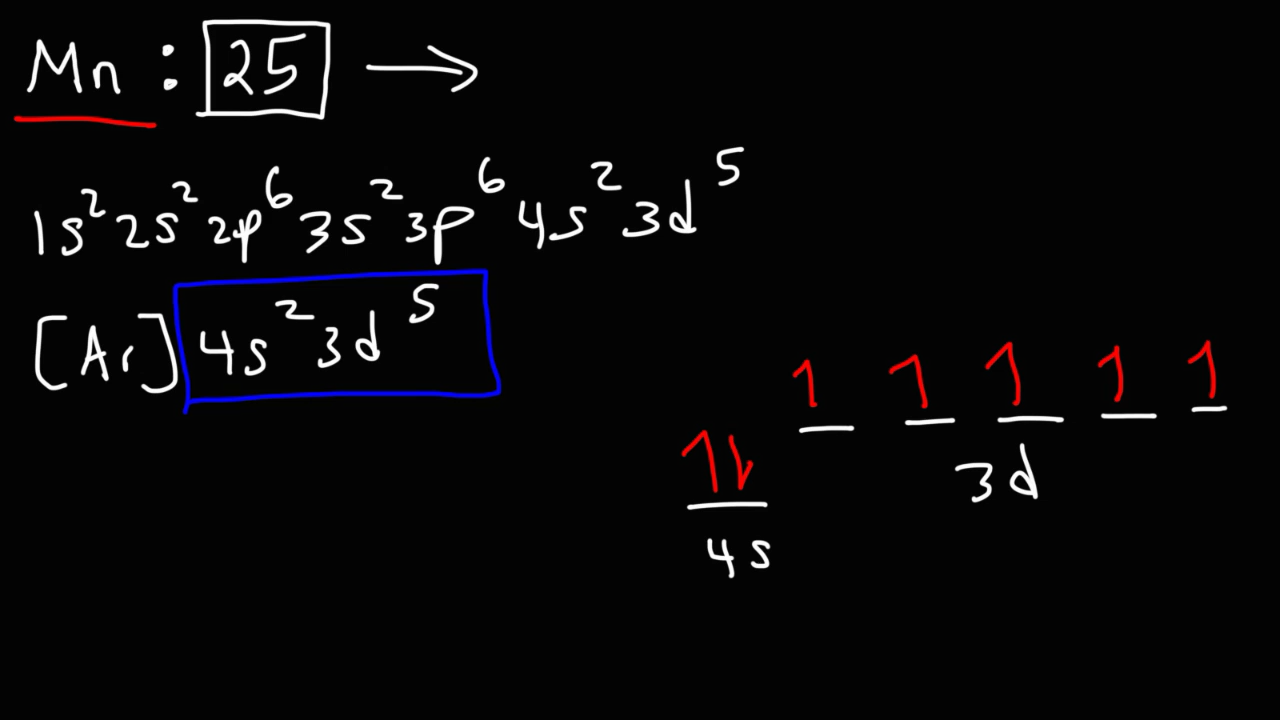 Mn : 25 →
1s² 2s² 2p⁶ 3s² 3p⁶ 4s² 3d⁵
[Ar] 4s² 3d⁵
3d
4s